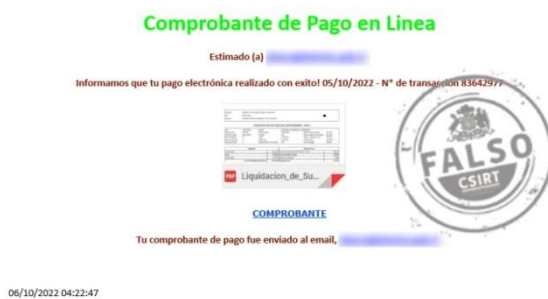 Comprobante de Pago en Linea
Estimado (a)
Informamos que tu pago electrónica realizado con exito! 05/10/2022 - N° de transacción 83642977
PDF Liquidacion_de_Su...
FALSO
CSIRT
COMPROBANTE
Tu comprobante de pago fue enviado al email,
06/10/2022 04:22:47